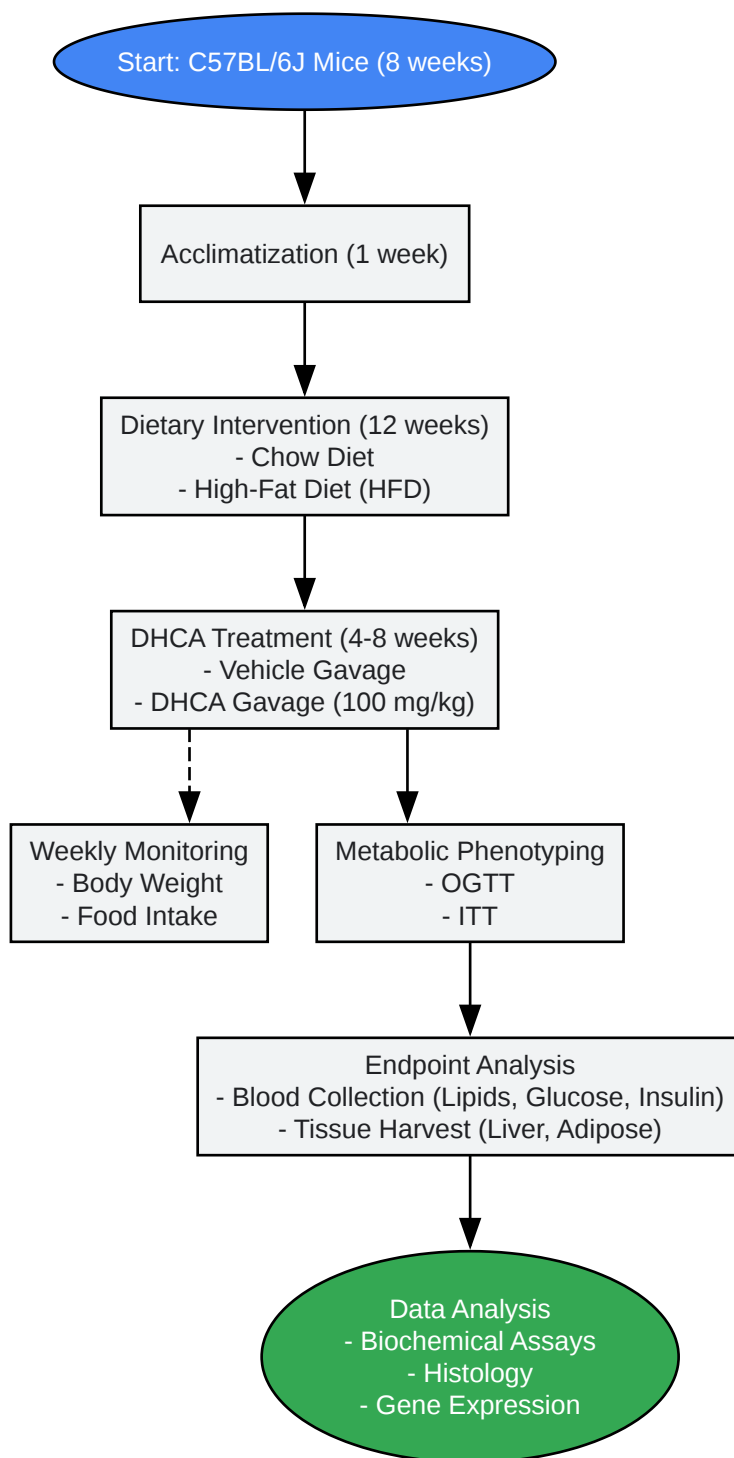 Start: C57BL/6J Mice (8 weeks)
Acclimatization (1 week)
Dietary Intervention (12 weeks)
- Chow Diet
- High-Fat Diet (HFD)
DHCA Treatment (4-8 weeks)
- Vehicle Gavage
- DHCA Gavage (100 mg/kg)
Weekly Monitoring
- Body Weight
- Food Intake
Metabolic Phenotyping
- OGTT
- ITT
Endpoint Analysis
- Blood Collection (Lipids, Glucose, Insulin)
- Tissue Harvest (Liver, Adipose)
Data Analysis
- Biochemical Assays
- Histology
- Gene Expression